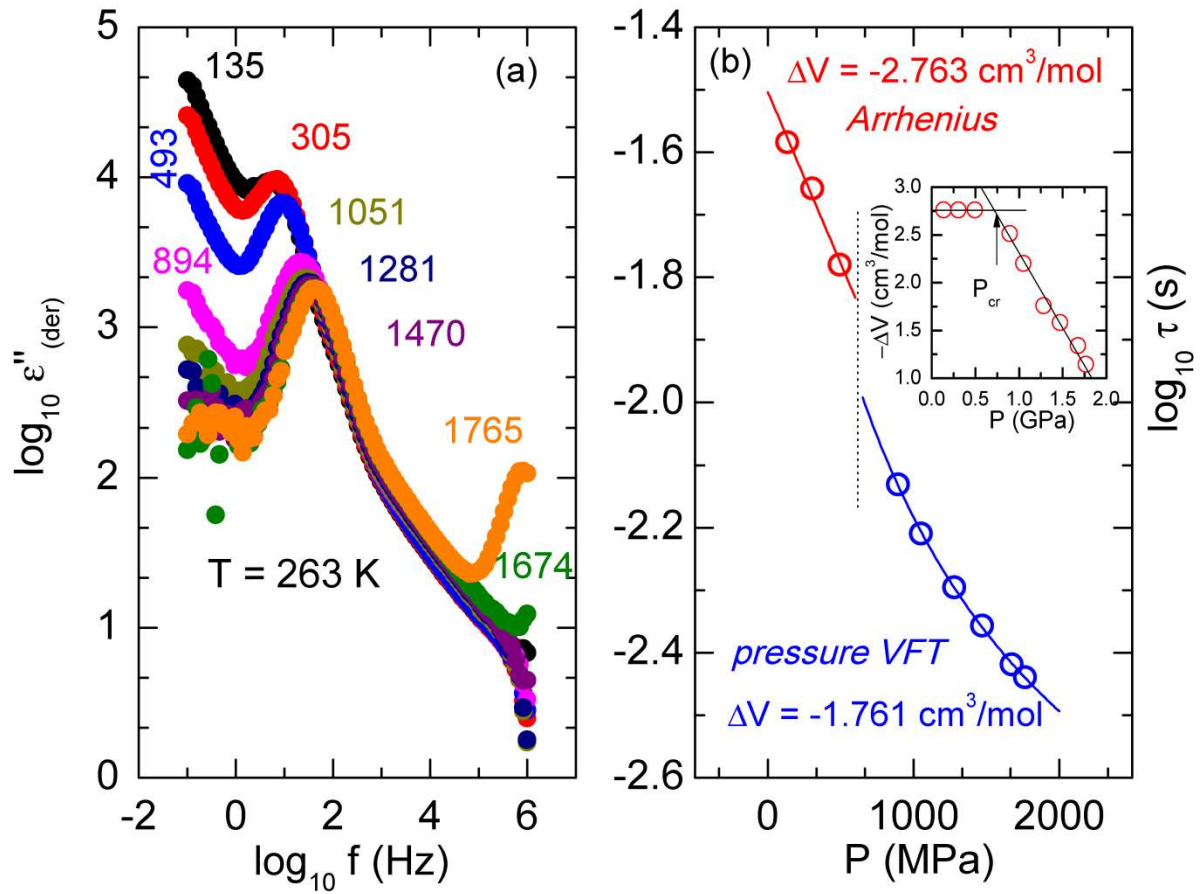 (a)
135
305
493
1051
894
1281
1470
1765
1674
T = 263 K
5
4
3
2
1
0
-2
0
2
4
6
log₁₀ ε''₍der₎
log₁₀ f (Hz)
(b)
ΔV = -2.763 cm³/mol
Arrhenius
pressure VFT
ΔV = -1.761 cm³/mol
-1.4
-1.6
-1.8
-2.0
-2.2
-2.4
-2.6
0
1000
2000
P (MPa)
log₁₀ τ (s)
3.0
2.5
2.0
1.5
1.0
0.0
0.5
1.0
1.5
2.0
−ΔV (cm³/mol)
P (GPa)
Pcr